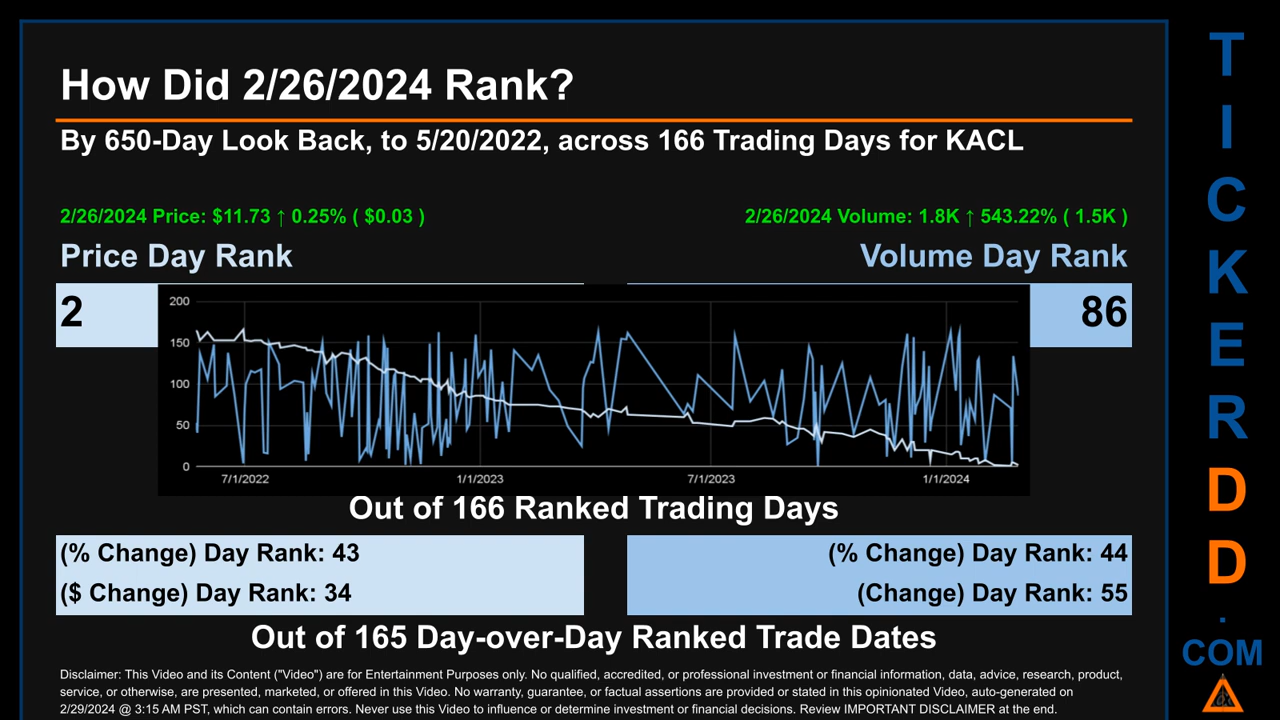 How Did 2/26/2024 Rank?
By 650-Day Look Back, to 5/20/2022, across 166 Trading Days for KACL
2/26/2024 Price: $11.73 ↑ 0.25% ( $0.03 )
2/26/2024 Volume: 1.8K ↑ 543.22% ( 1.5K )
Price Day Rank
Volume Day Rank
2
86
200
150
100
50
0
7/1/2022
1/1/2023
7/1/2023
1/1/2024
Out of 166 Ranked Trading Days
(% Change) Day Rank: 43
($ Change) Day Rank: 34
(% Change) Day Rank: 44
(Change) Day Rank: 55
Out of 165 Day-over-Day Ranked Trade Dates
Disclaimer: This Video and its Content ("Video") are for Entertainment Purposes only. No qualified, accredited, or professional investment or financial information, data, advice, research, product,
service, or otherwise, are presented, marketed, or offered in this Video. No warranty, guarantee, or factual assertions are provided or stated in this opinionated Video, auto-generated on
2/29/2024 @ 3:15 AM PST, which can contain errors. Never use this Video to influence or determine investment or financial decisions. Review IMPORTANT DISCLAIMER at the end.
T
I
C
K
E
R
D
D
.
COM